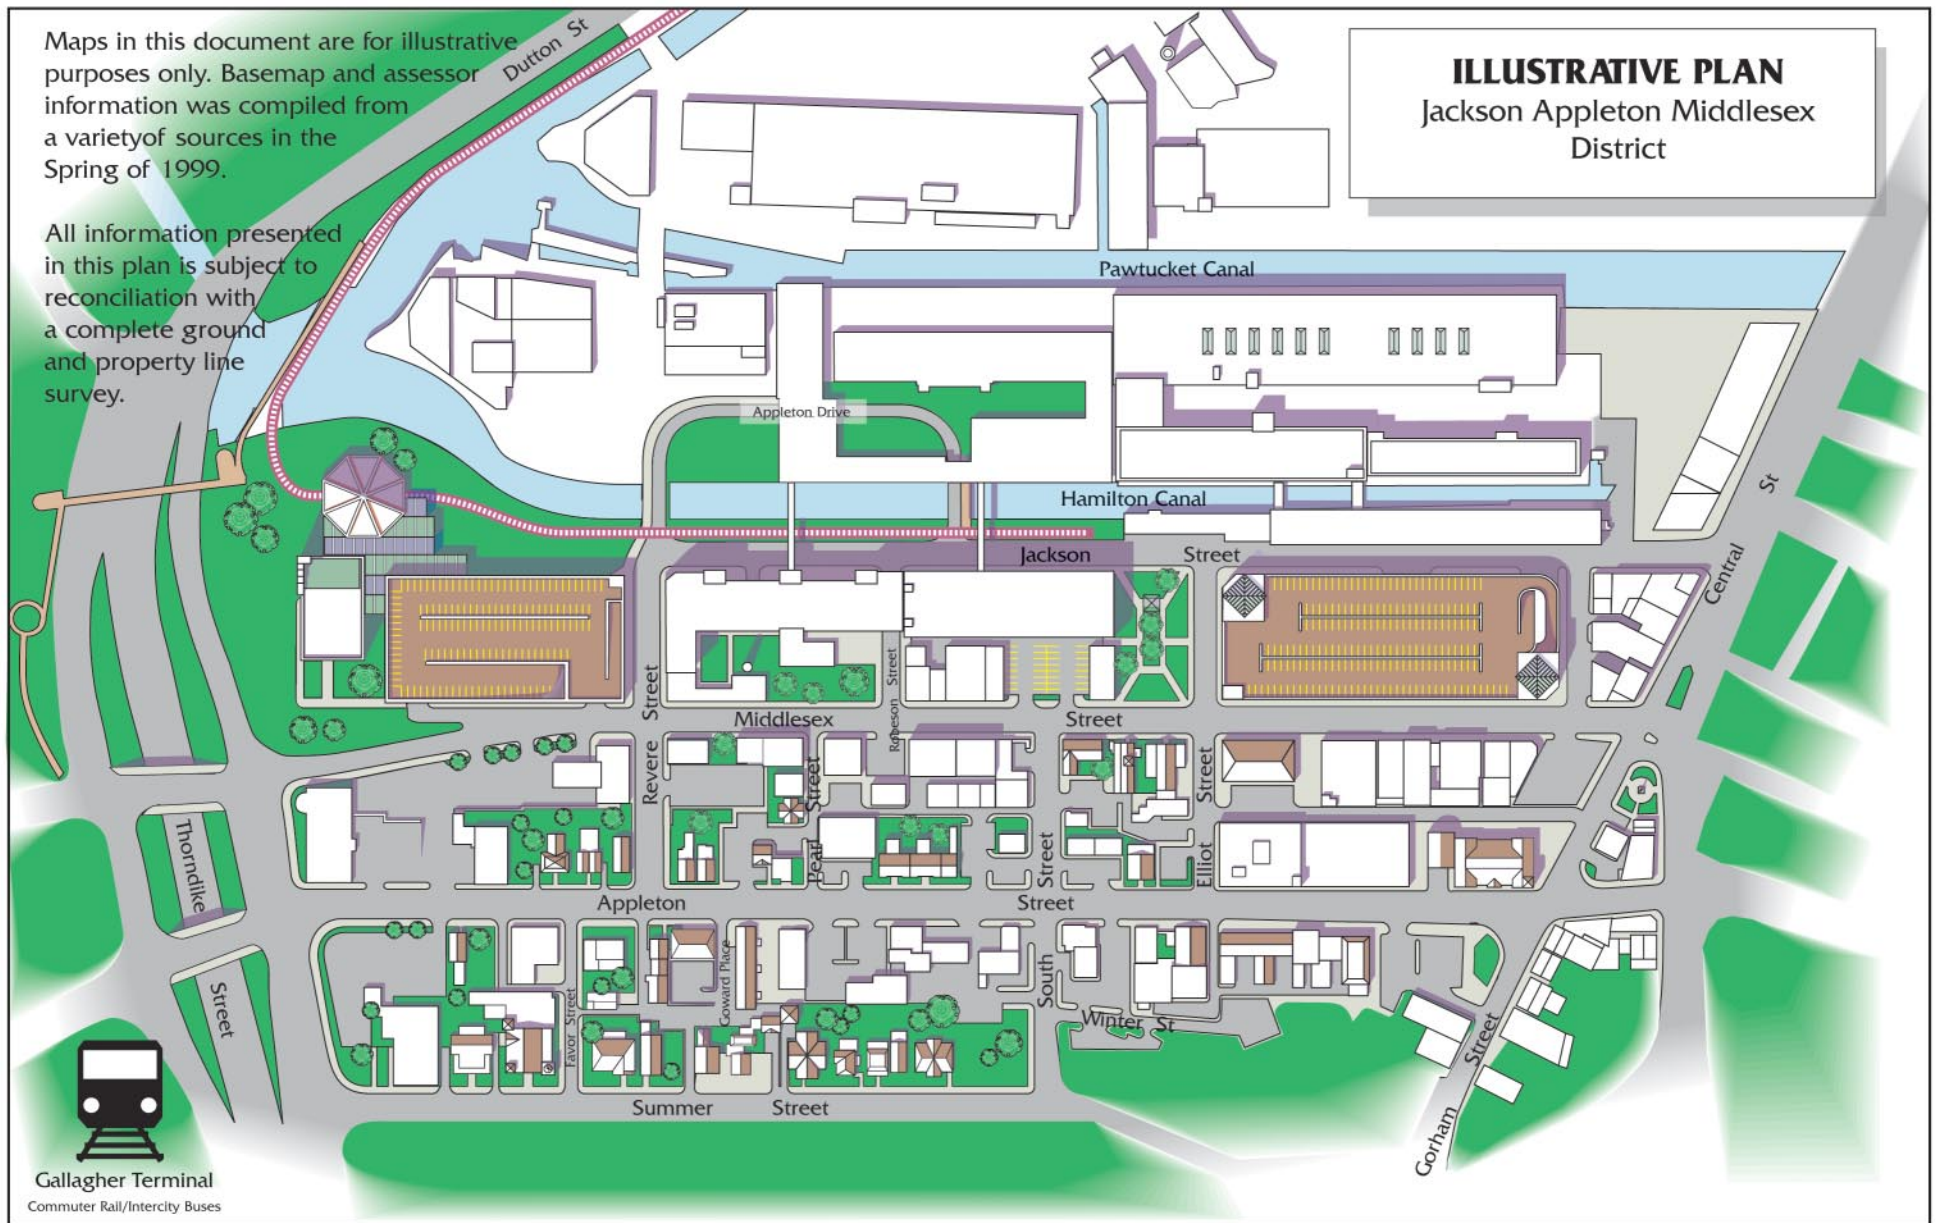 Maps in this document are for illustrative
purposes only. Basemap and assessor
information was compiled from
a varietyof sources in the
Spring of 1999.
All information presented
in this plan is subject to
reconciliation with
a complete ground
and property line
survey.
Dutton St
ILLUSTRATIVE PLAN
Jackson Appleton Middlesex
District
Pawtucket Canal
Appleton Drive
Hamilton Canal
Jackson Street
Central St
Revere Street
Robeson Street
Middlesex Street
Pearl Street
Elliot Street
South Street
Thorndike Street
Appleton Street
Favor Street
Goward Place
Winter St
Gorham Street
Summer Street
Gallagher Terminal
Commuter Rail/Intercity Buses